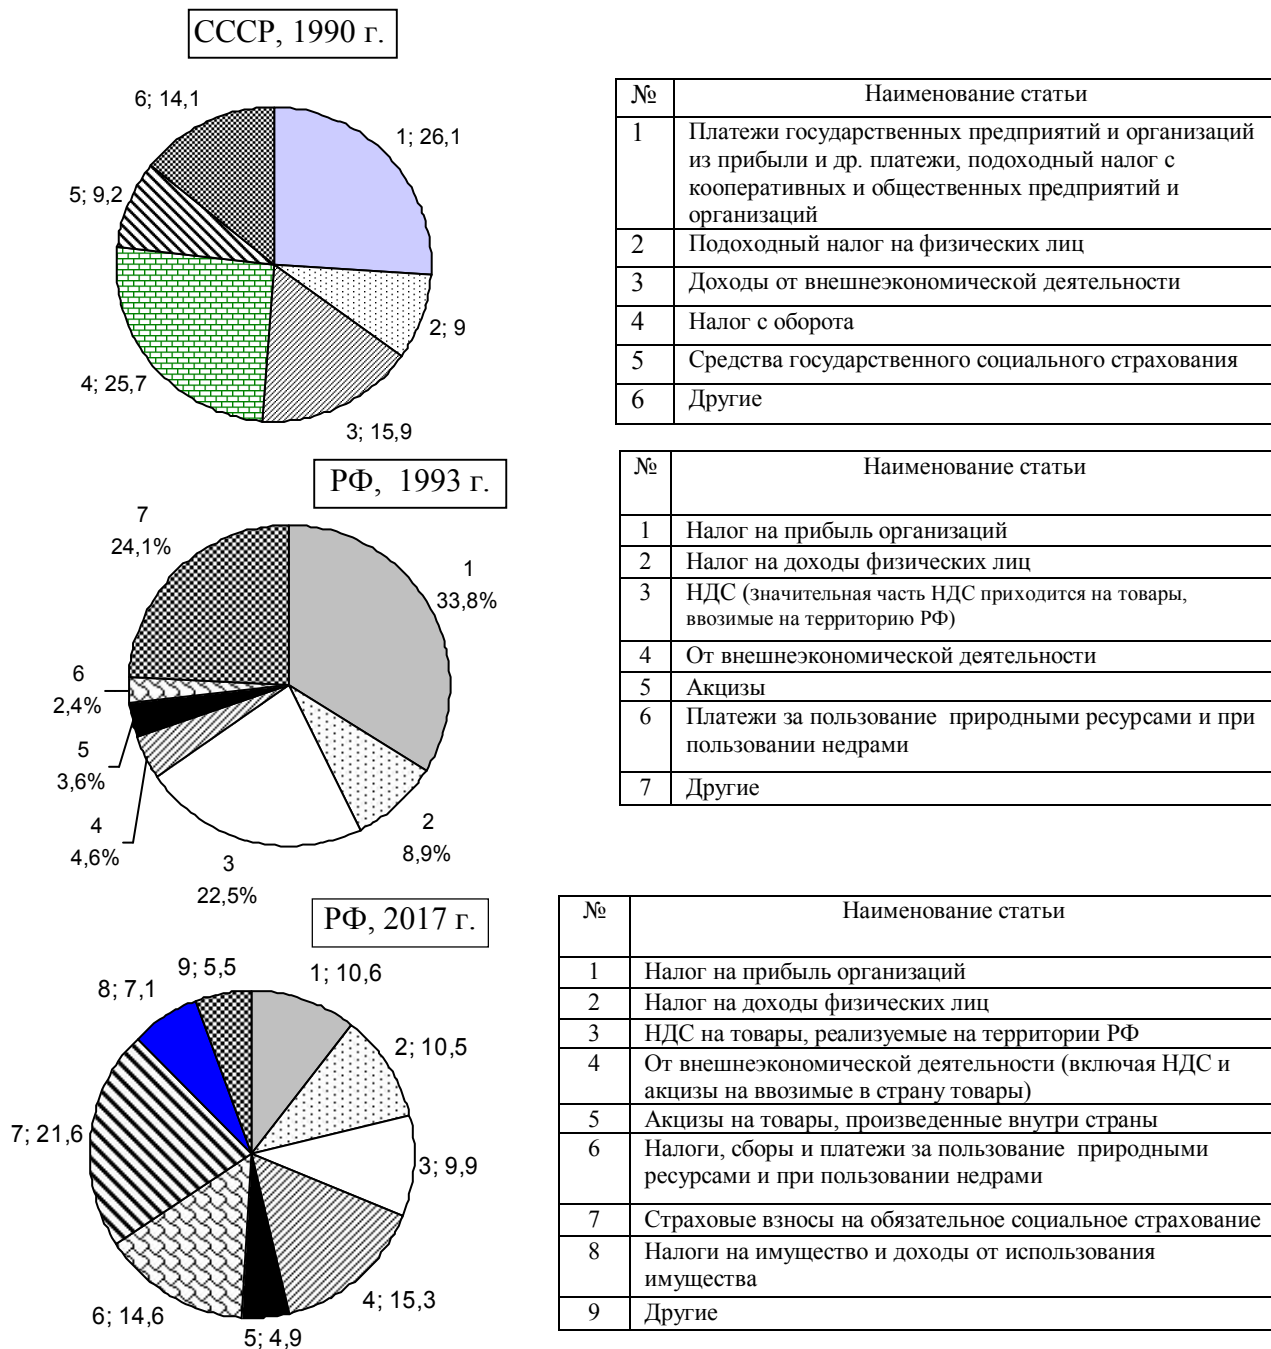 СССР, 1990 г.
6; 14,1
1; 26,1
5; 9,2
2; 9
4; 25,7
3; 15,9
№ Наименование статьи
1 Платежи государственных предприятий и организаций
из прибыли и др. платежи, подоходный налог с
кооперативных и общественных предприятий и
организаций
2 Подоходный налог на физических лиц
3 Доходы от внешнеэкономической деятельности
4 Налог с оборота
5 Средства государственного социального страхования
6 Другие
РФ, 1993 г.
7
24,1%
1
33,8%
6
2,4%
5
3,6%
4
4,6%
3
22,5%
2
8,9%
№ Наименование статьи
1 Налог на прибыль организаций
2 Налог на доходы физических лиц
3 НДС (значительная часть НДС приходится на товары,
ввозимые на территорию РФ)
4 От внешнеэкономической деятельности
5 Акцизы
6 Платежи за пользование природными ресурсами и при
пользовании недрами
7 Другие
РФ, 2017 г.
9; 5,5
1; 10,6
8; 7,1
2; 10,5
7; 21,6
3; 9,9
6; 14,6
4; 15,3
5; 4,9
№ Наименование статьи
1 Налог на прибыль организаций
2 Налог на доходы физических лиц
3 НДС на товары, реализуемые на территории РФ
4 От внешнеэкономической деятельности (включая НДС и
акцизы на ввозимые в страну товары)
5 Акцизы на товары, произведенные внутри страны
6 Налоги, сборы и платежи за пользование природными
ресурсами и при пользовании недрами
7 Страховые взносы на обязательное социальное страхование
8 Налоги на имущество и доходы от использования
имущества
9 Другие